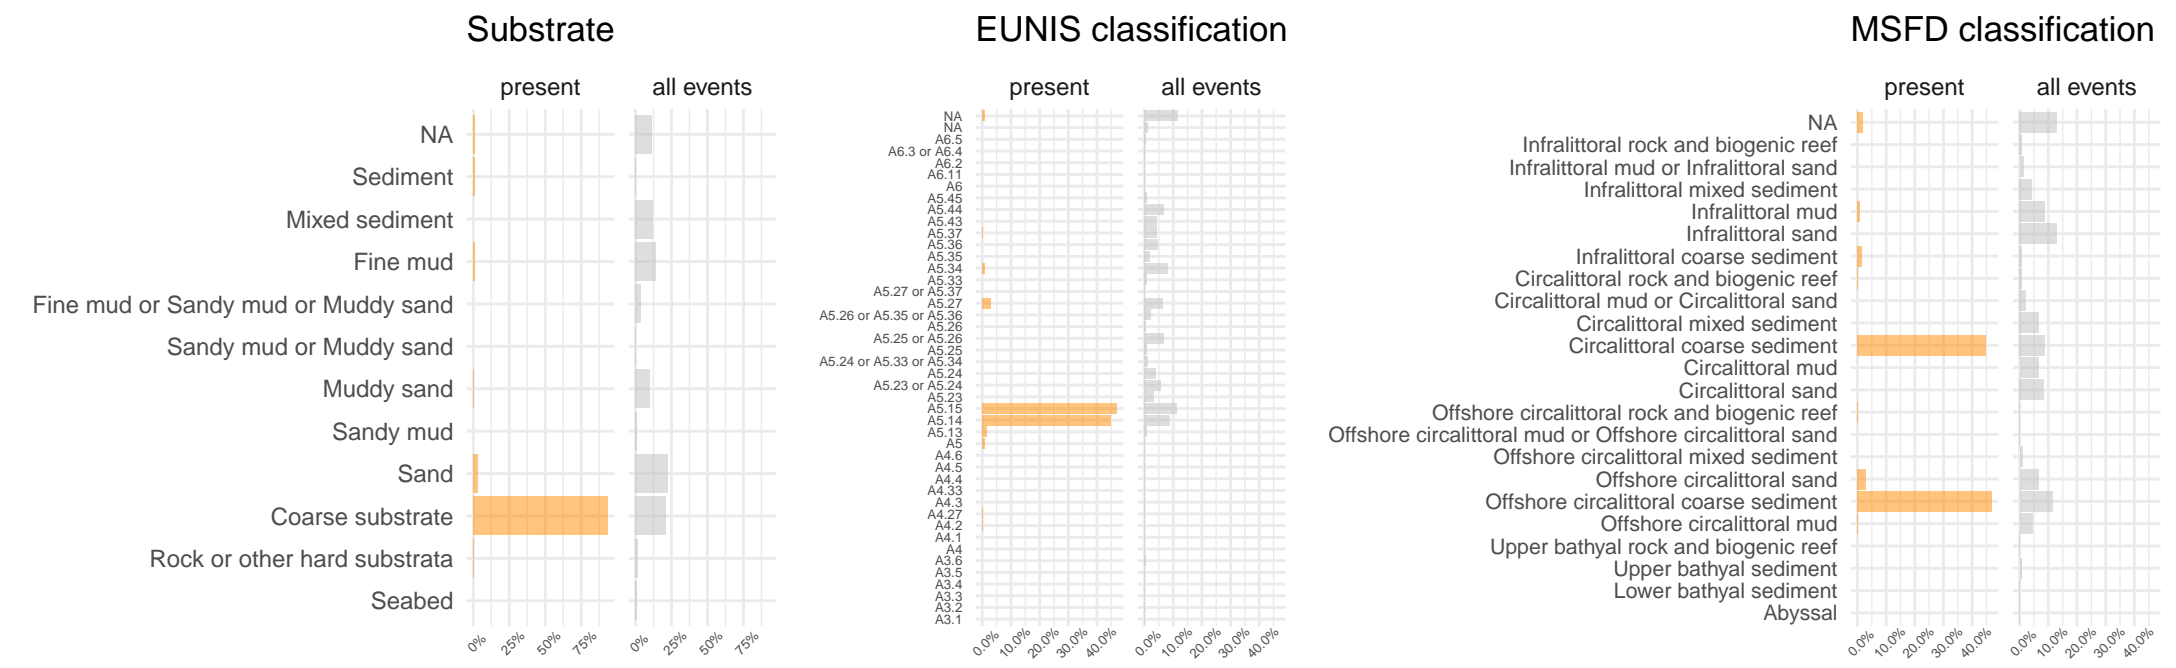 Substrate
present all events
NA
Sediment
Mixed sediment
Fine mud
Fine mud or Sandy mud or Muddy sand
Sandy mud or Muddy sand
Muddy sand
Sandy mud
Sand
Coarse substrate
Rock or other hard substrata
Seabed
0% 25% 50% 75% 0% 25% 50% 75%
EUNIS classification
present all events
NA
NA
A6.5
A6.3 or A6.4
A6.2
A6.11
A6
A5.45
A5.44
A5.43
A5.37
A5.36
A5.35
A5.34
A5.33
A5.27 or A5.37
A5.27
A5.26 or A5.35 or A5.36
A5.26
A5.25 or A5.26
A5.25
A5.24 or A5.33 or A5.34
A5.24
A5.23 or A5.24
A5.23
A5.15
A5.14
A5.13
A5
A4.6
A4.5
A4.4
A4.33
A4.3
A4.27
A4.2
A4.1
A4
A3.6
A3.5
A3.4
A3.3
A3.2
A3.1
0.0% 10.0% 20.0% 30.0% 40.0% 0.0% 10.0% 20.0% 30.0% 40.0%
MSFD classification
present all events
NA
Infralittoral rock and biogenic reef
Infralittoral mud or Infralittoral sand
Infralittoral mixed sediment
Infralittoral mud
Infralittoral sand
Infralittoral coarse sediment
Circalittoral rock and biogenic reef
Circalittoral mud or Circalittoral sand
Circalittoral mixed sediment
Circalittoral coarse sediment
Circalittoral mud
Circalittoral sand
Offshore circalittoral rock and biogenic reef
Offshore circalittoral mud or Offshore circalittoral sand
Offshore circalittoral mixed sediment
Offshore circalittoral sand
Offshore circalittoral coarse sediment
Offshore circalittoral mud
Upper bathyal rock and biogenic reef
Upper bathyal sediment
Lower bathyal sediment
Abyssal
0.0% 10.0% 20.0% 30.0% 40.0% 0.0% 10.0% 20.0% 30.0% 40.0%